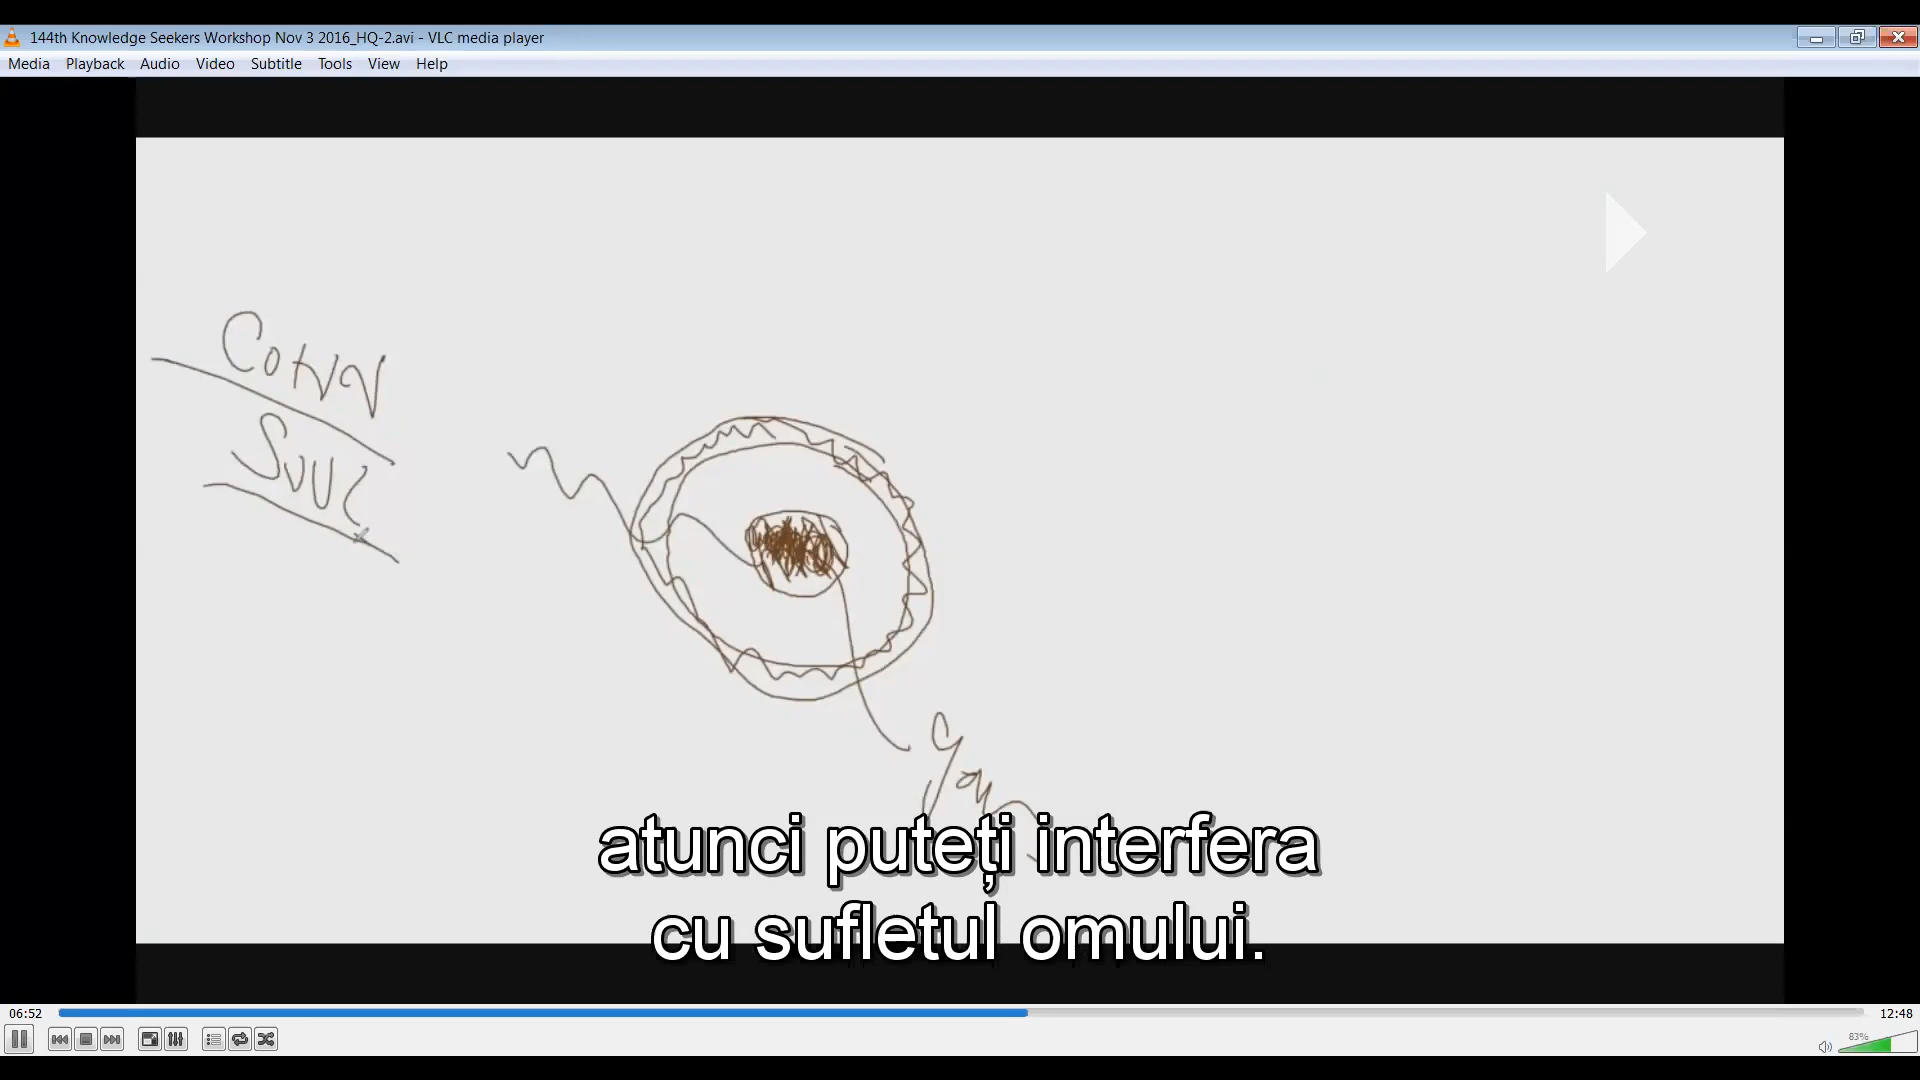 144th Knowledge Seekers Workshop Nov 3 2016_HQ-2.avi - VLC media player
Media Playback Audio Video Subtitle Tools View Help
atunci puteți interfera
cu sufletul omului.
06:52
12:48
83%